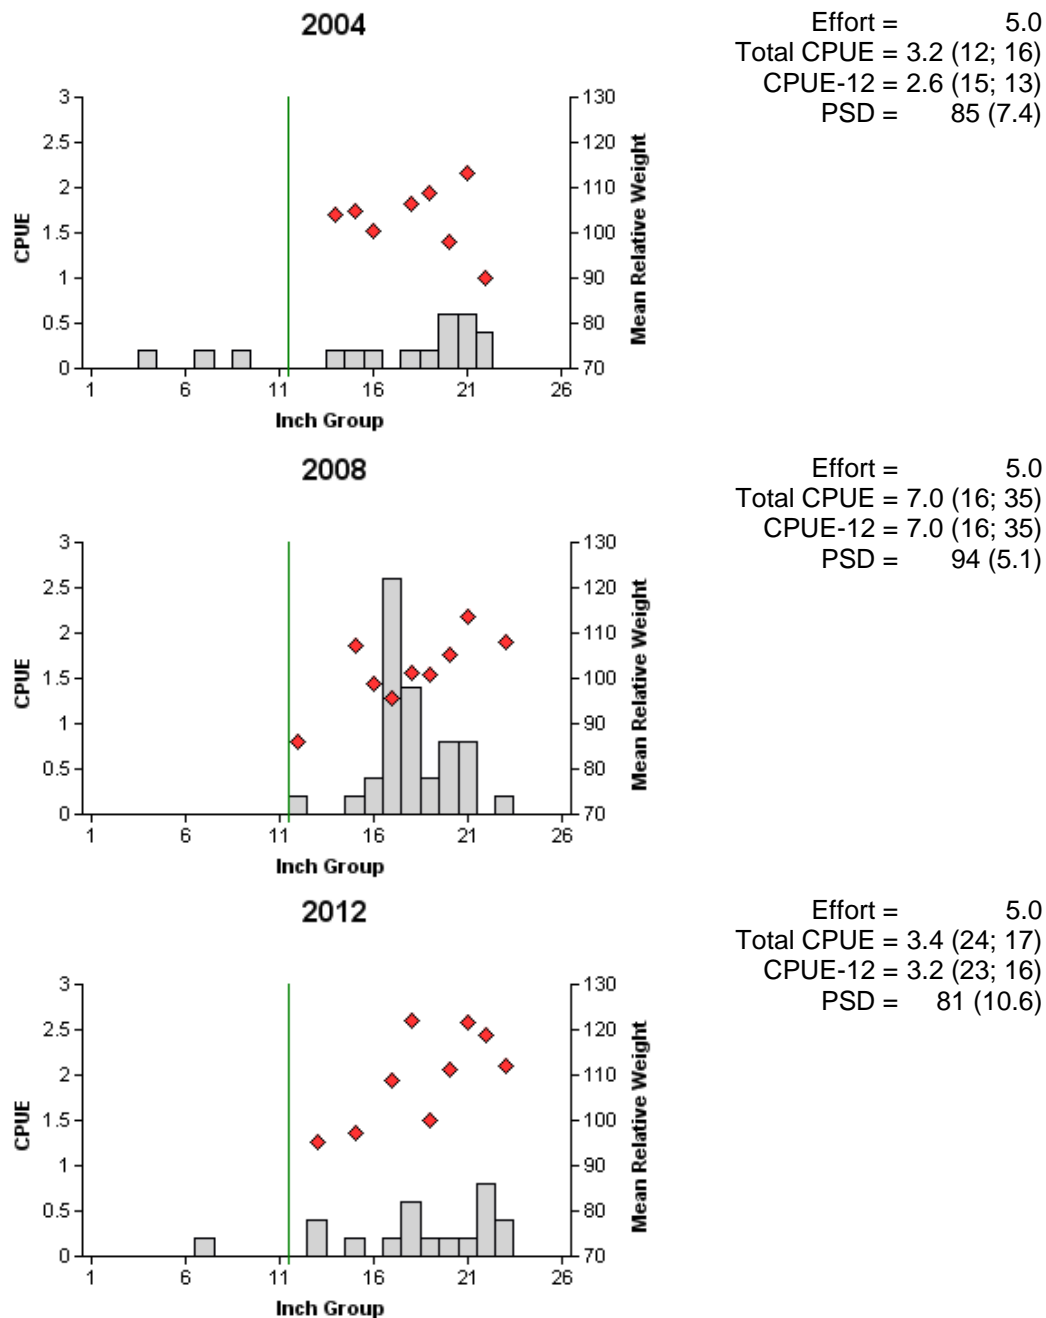 2004
Effort = 5.0
Total CPUE = 3.2 (12; 16)
CPUE-12 = 2.6 (15; 13)
PSD = 85 (7.4)
3
2.5
2
1.5
1
0.5
0
CPUE
130
120
110
100
90
80
70
Mean Relative Weight
1 6 11 16 21 26
Inch Group
2008
Effort = 5.0
Total CPUE = 7.0 (16; 35)
CPUE-12 = 7.0 (16; 35)
PSD = 94 (5.1)
3
2.5
2
1.5
1
0.5
0
CPUE
130
120
110
100
90
80
70
Mean Relative Weight
1 6 11 16 21 26
Inch Group
2012
Effort = 5.0
Total CPUE = 3.4 (24; 17)
CPUE-12 = 3.2 (23; 16)
PSD = 81 (10.6)
3
2.5
2
1.5
1
0.5
0
CPUE
130
120
110
100
90
80
70
Mean Relative Weight
1 6 11 16 21 26
Inch Group